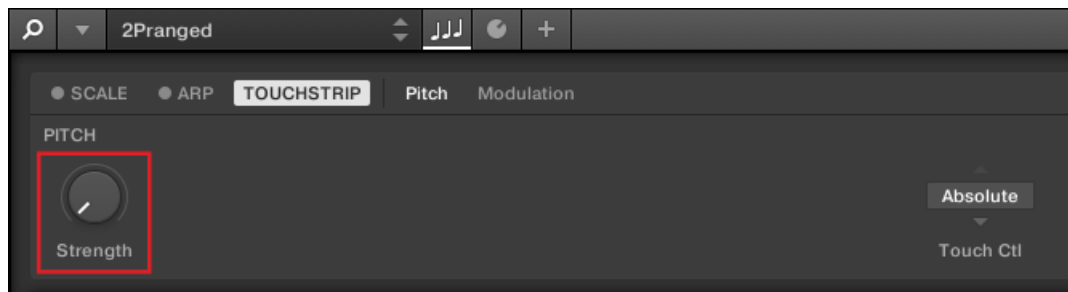 2Pranged
SCALE ARP TOUCHSTRIP Pitch Modulation
PITCH
Absolute
Strength Touch Ctl